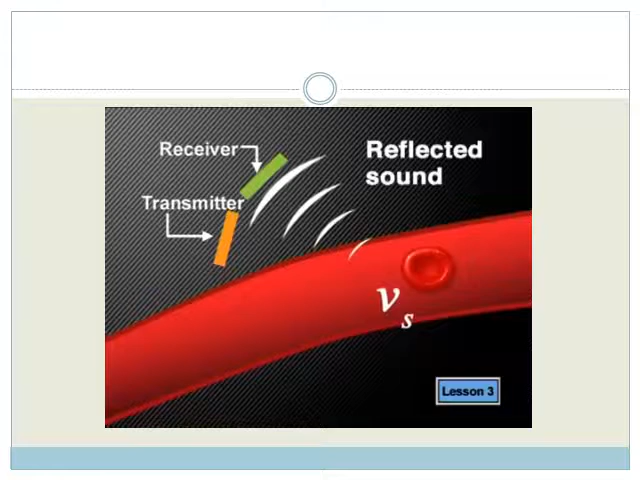 Receiver
Reflected
sound
Transmitter
v
s
Lesson 3